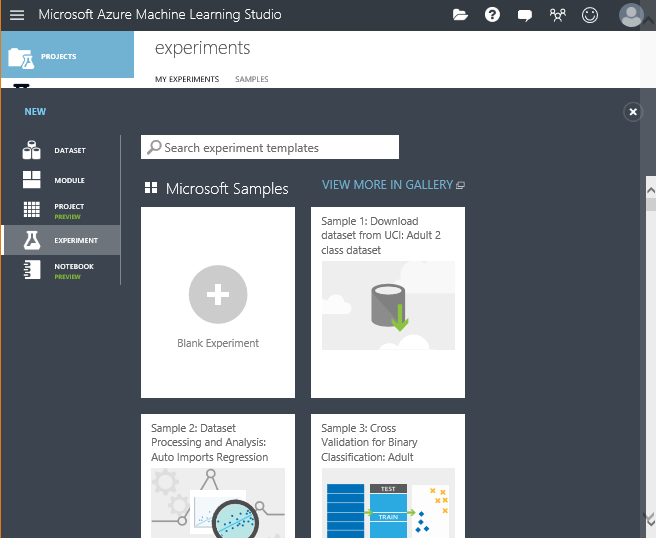 Microsoft Azure Machine Learning Studio
PROJECTS
experiments
MY EXPERIMENTS SAMPLES
NEW
DATASET
MODULE
PROJECT
PREVIEW
EXPERIMENT
NOTEBOOK
PREVIEW
Search experiment templates
Microsoft Samples
VIEW MORE IN GALLERY
Blank Experiment
Sample 1: Download
dataset from UCI: Adult 2
class dataset
Sample 2: Dataset
Processing and Analysis:
Auto Imports Regression
Sample 3: Cross
Validation for Binary
Classification: Adult
TEST
TRAIN